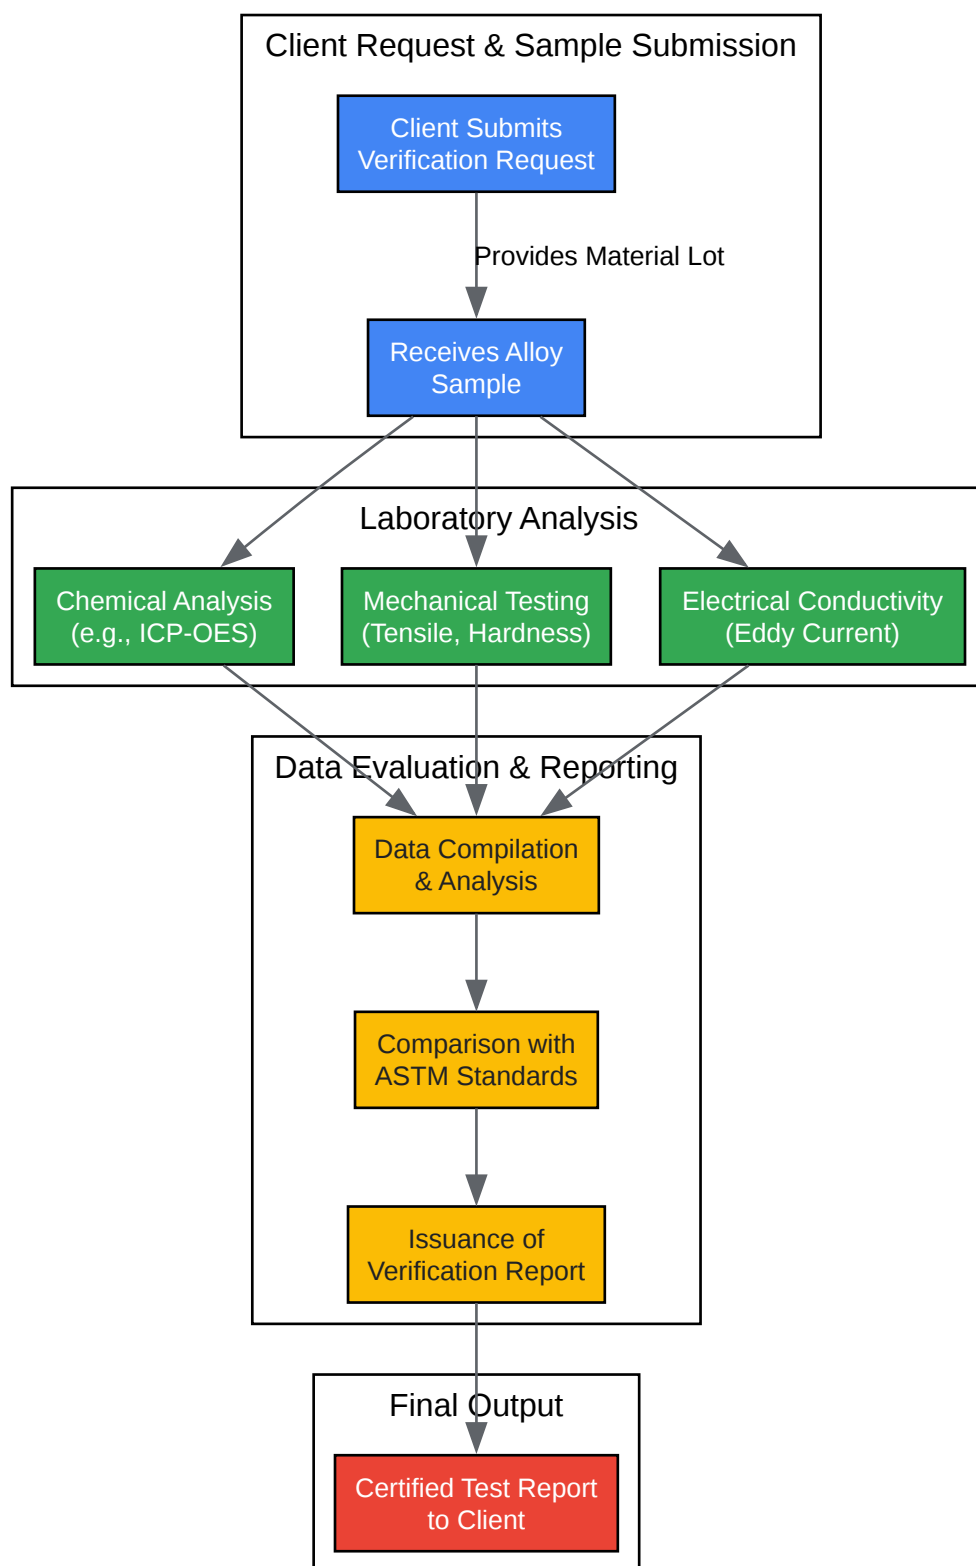 Client Request & Sample Submission
Client Submits
Verification Request
Provides Material Lot
Receives Alloy
Sample
Laboratory Analysis
Chemical Analysis
(e.g., ICP-OES)
Mechanical Testing
(Tensile, Hardness)
Electrical Conductivity
(Eddy Current)
Data Evaluation & Reporting
Data Compilation
& Analysis
Comparison with
ASTM Standards
Issuance of
Verification Report
Final Output
Certified Test Report
to Client